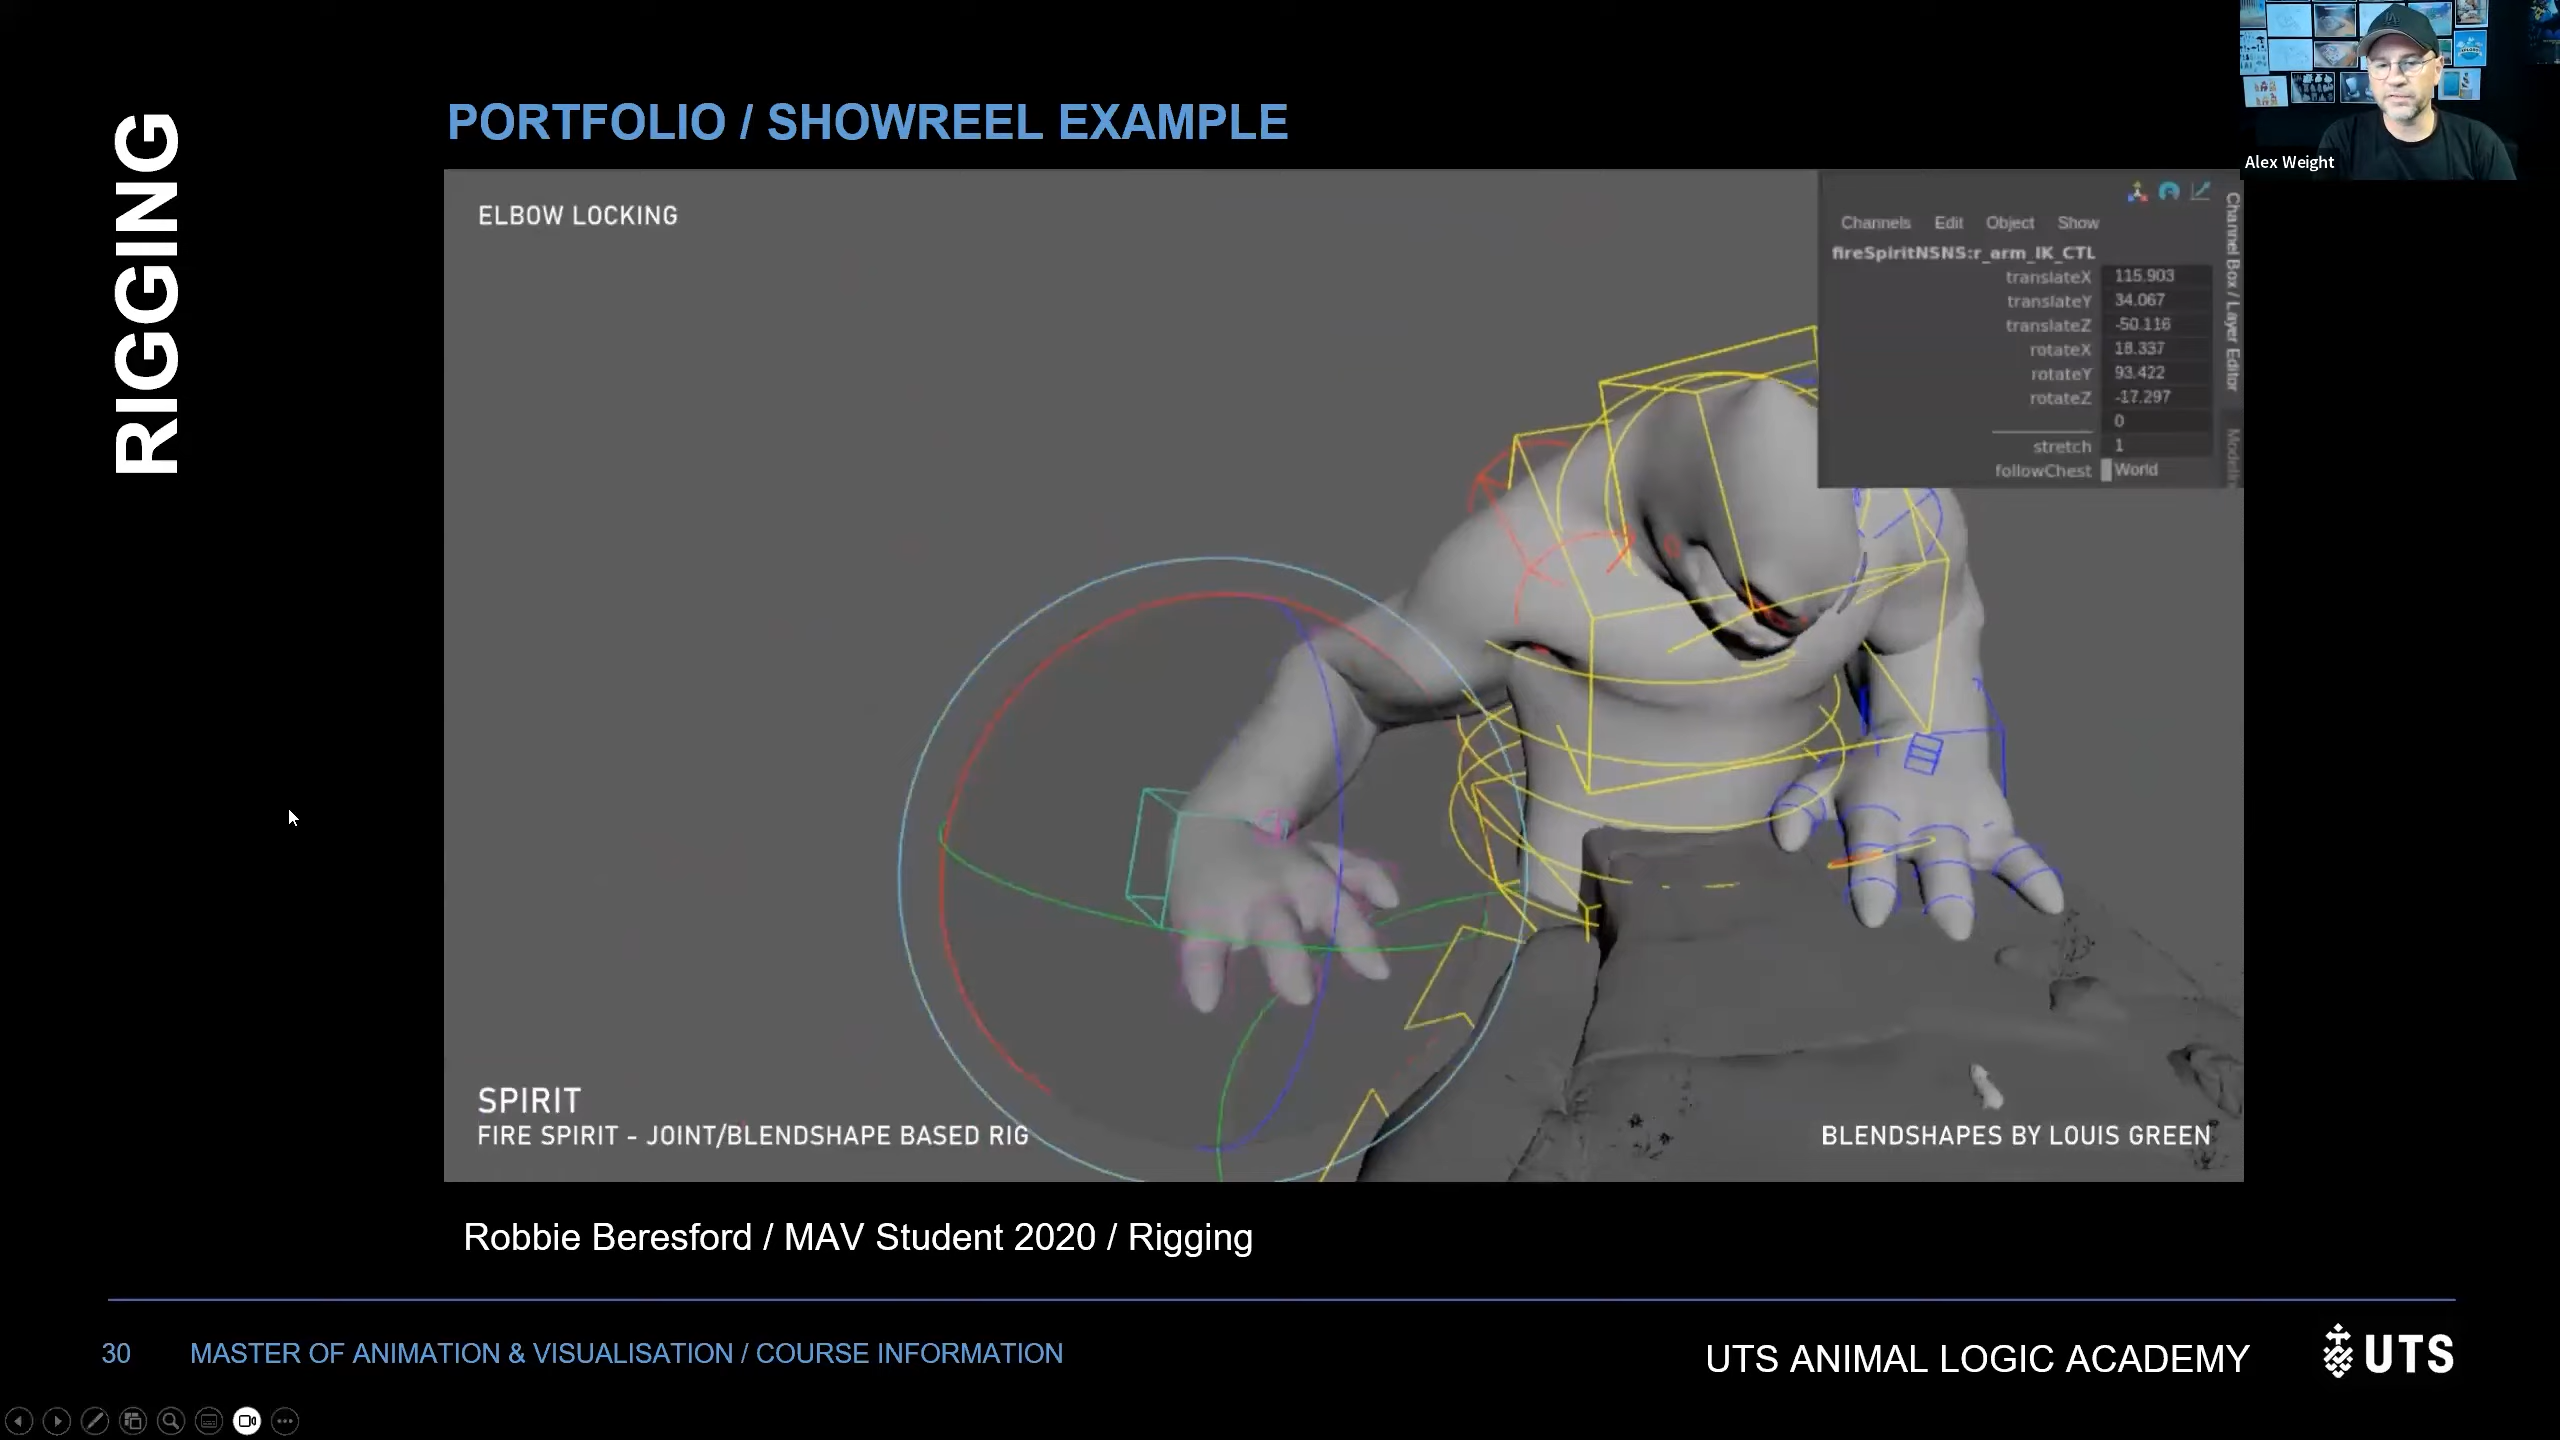 RIGGING
PORTFOLIO / SHOWREEL EXAMPLE
Alex Weight
ELBOW LOCKING
Channels Edit Object Show
fireSpiritNSNS:r_arm_IK_CTL
translateX 115.903
translateY 34.067
translateZ -50.116
rotateX 18.337
rotateY 93.422
rotateZ -17.297
0
stretch 1
followChest World
Channel Box / Layer Editor
SPIRIT
FIRE SPIRIT - JOINT/BLENDSHAPE BASED RIG
BLENDSHAPES BY LOUIS GREEN
Robbie Beresford / MAV Student 2020 / Rigging
30 MASTER OF ANIMATION & VISUALISATION / COURSE INFORMATION
UTS ANIMAL LOGIC ACADEMY
UTS